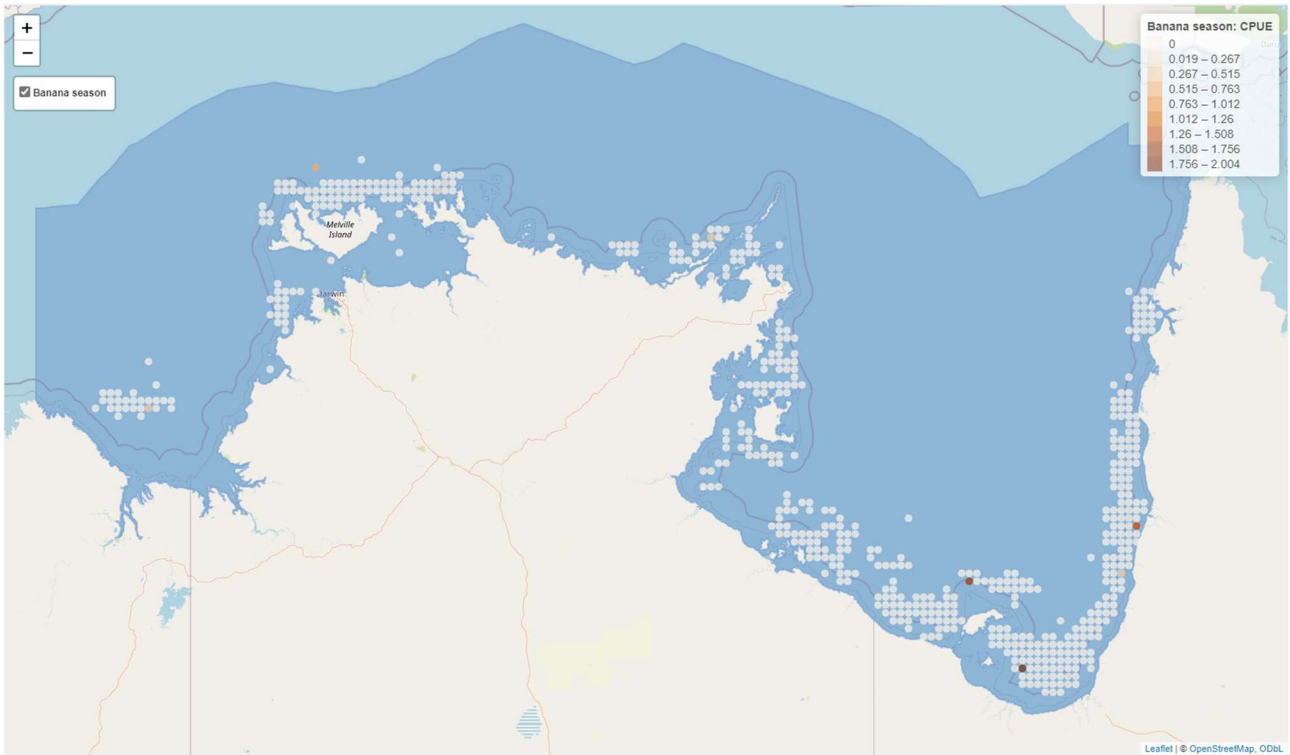 +
−
Banana season
Banana season: CPUE
0
0.019 – 0.267
0.267 – 0.515
0.515 – 0.763
0.763 – 1.012
1.012 – 1.26
1.26 – 1.508
1.508 – 1.756
1.756 – 2.004
Melville
Island
Leaflet | © OpenStreetMap, ODbL